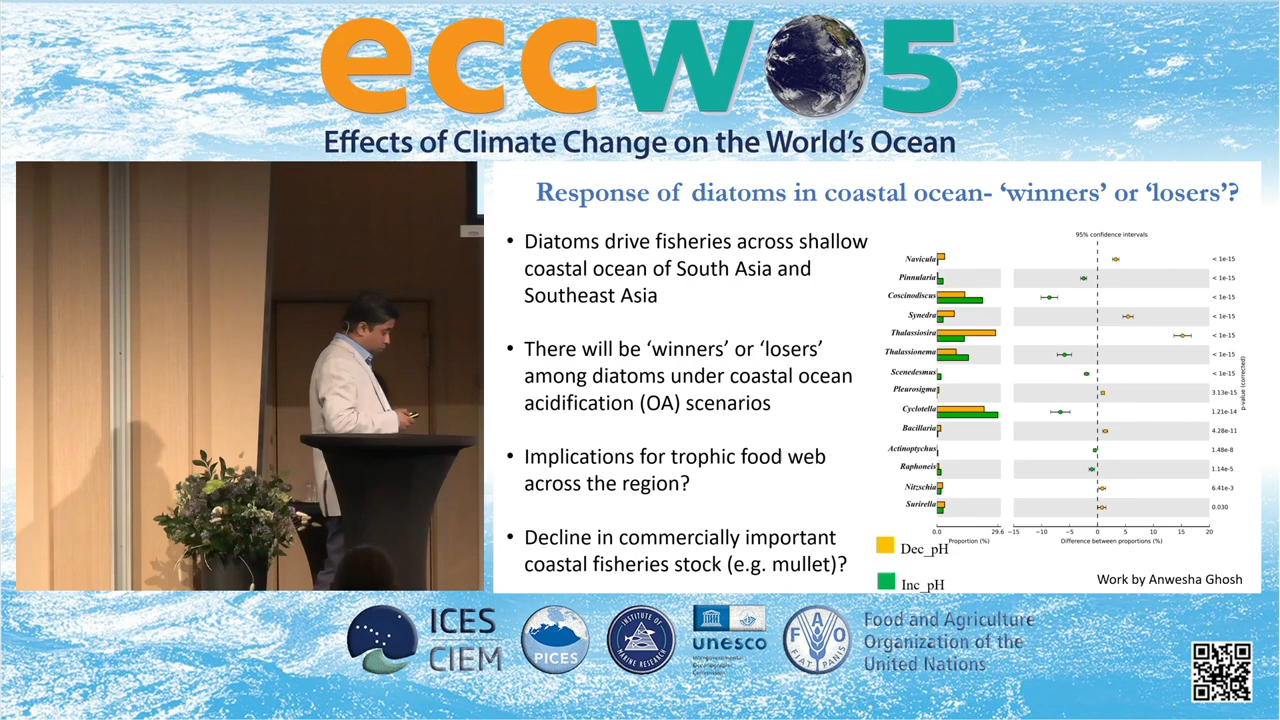 eccwo5
Effects of Climate Change on the World's Ocean
Response of diatoms in coastal ocean- ‘winners’ or ‘losers’?
• Diatoms drive fisheries across shallow
coastal ocean of South Asia and
Southeast Asia
• There will be ‘winners’ or ‘losers’
among diatoms under coastal ocean
acidification (OA) scenarios
• Implications for trophic food web
across the region?
• Decline in commercially important
coastal fisheries stock (e.g. mullet)?
95% confidence intervals
Navicula < 1e-15
Pinnularia < 1e-15
Coscinodiscus < 1e-15
Synedra < 1e-15
Thalassiosira < 1e-15
Thalassionema < 1e-15
Scenedesmus < 1e-15
Pleurosigma 3.13e-15
Cyclotella 1.21e-14
Bacillaria 4.28e-11
Actinoptychus 1.48e-8
Raphoneis 1.14e-5
Nitzschia 6.41e-3
Surirella 0.030
p-value (corrected)
0.0 29.6 −15 −10 −5 0 5 10 15 20
Proportion (%) Difference between proportions (%)
Dec_pH
Inc_pH
Work by Anwesha Ghosh
ICES
CIEM
PICES
INSTITUTE OF
MARINE RESEARCH
unesco
Intergovernmental
Oceanographic
Commission
FAO
FIAT PANIS
Food and Agriculture
Organization of the
United Nations